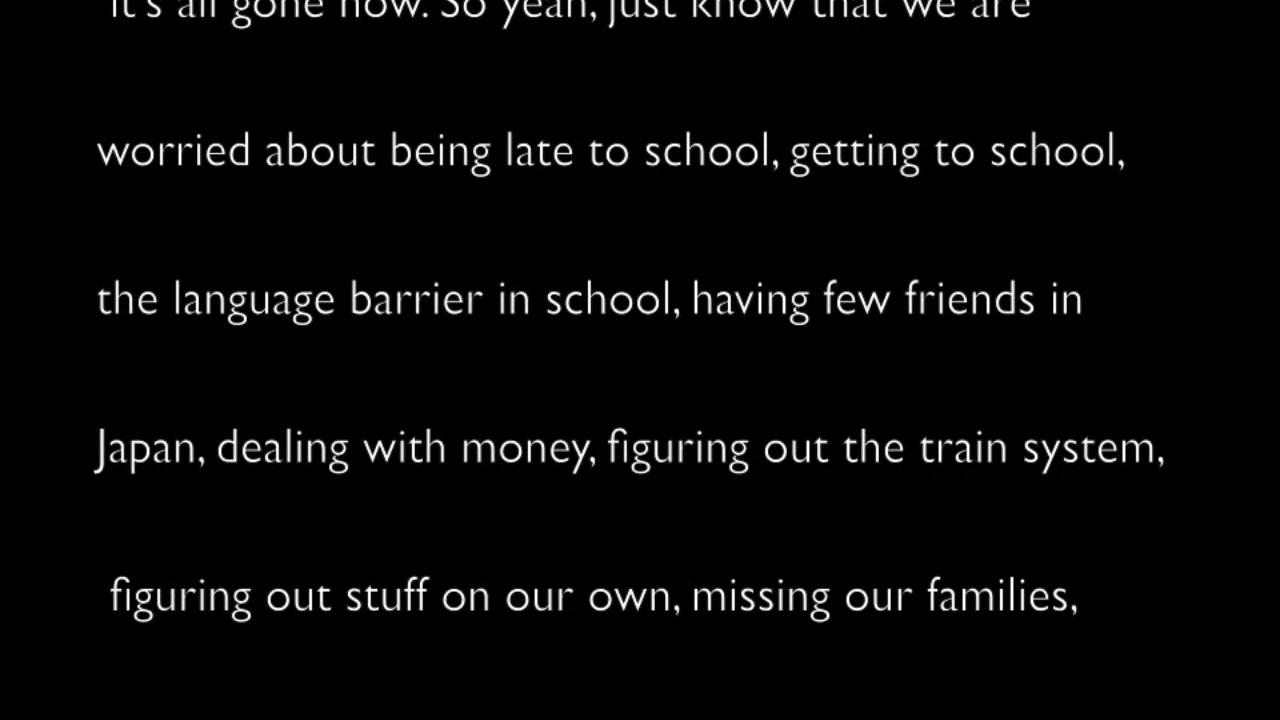 it's all gone now. So yeah, just know that we are
worried about being late to school, getting to school,
the language barrier in school, having few friends in
Japan, dealing with money, figuring out the train system,
figuring out stuff on our own, missing our families,